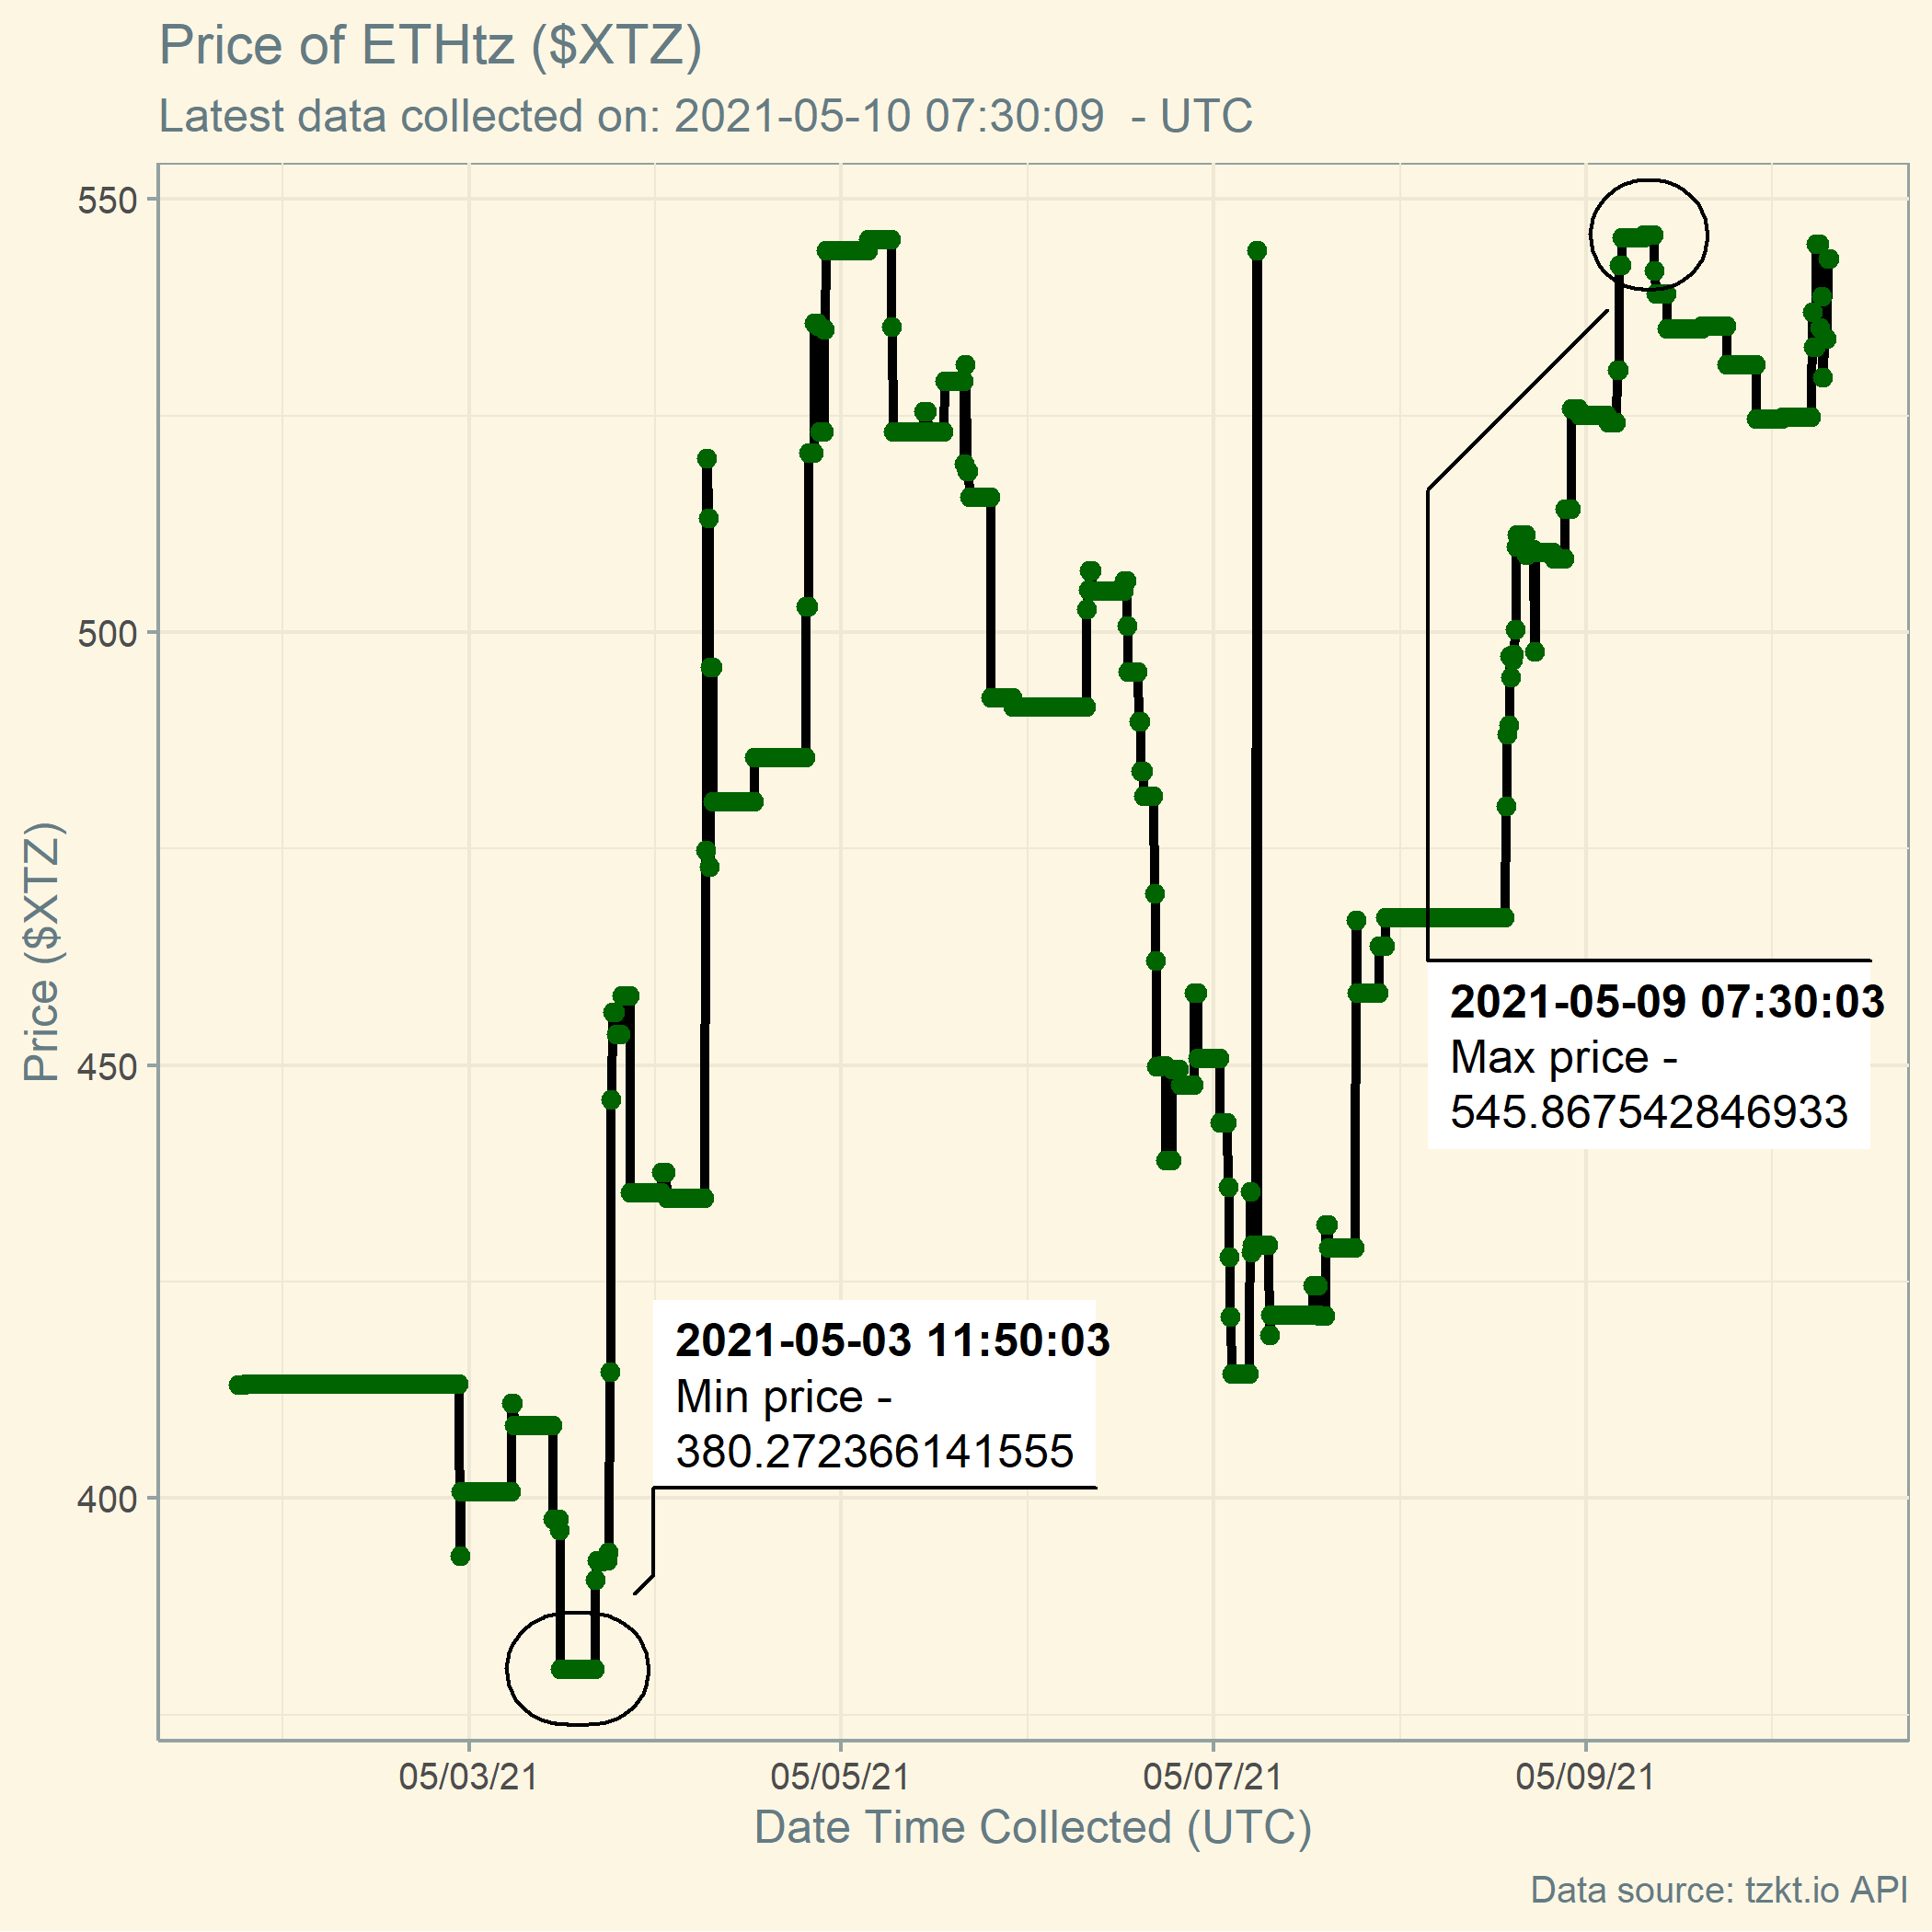 Price of ETHtz ($XTZ)
Latest data collected on: 2021-05-10 07:30:09  - UTC
550
500
450
400
Price ($XTZ)
2021-05-09 07:30:03
Max price -
545.867542846933
2021-05-03 11:50:03
Min price -
380.272366141555
05/03/21
05/05/21
05/07/21
05/09/21
Date Time Collected (UTC)
Data source: tzkt.io API